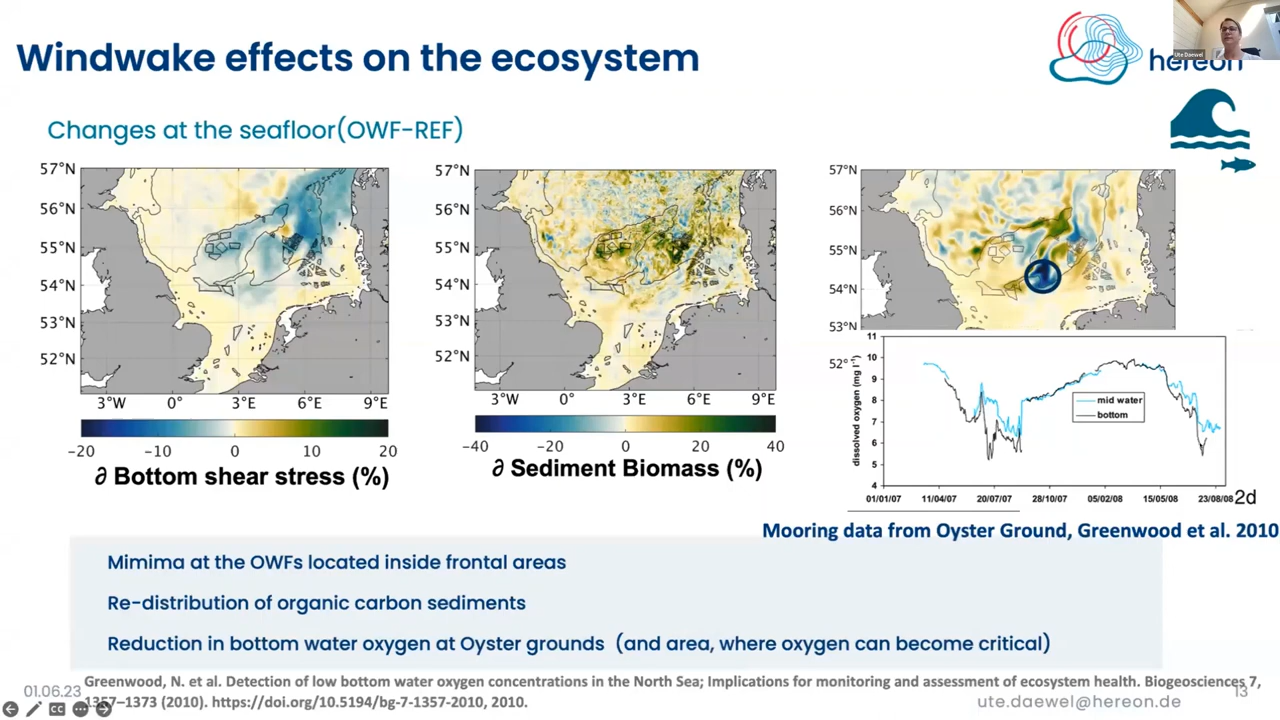 Windwake effects on the ecosystem
hereon
Ute Daewel
Changes at the seafloor(OWF-REF)
57°N
56°N
55°N
54°N
53°N
52°N
3°W 0° 3°E 6°E 9°E
−20 −10 0 10 20
∂ Bottom shear stress (%)
57°N
56°N
55°N
54°N
53°N
52°N
3°W 0° 3°E 6°E 9°E
−40 −20 0 20 40
∂ Sediment Biomass (%)
57°N
56°N
55°N
54°N
53°N
52°
dissolved oxygen (mg l⁻¹)
11
10
9
8
7
6
5
4
mid water
bottom
01/01/07 11/04/07 20/07/07 28/10/07 05/02/08 15/05/08 23/08/08
2d
Mooring data from Oyster Ground, Greenwood et al. 2010
Mimima at the OWFs located inside frontal areas
Re-distribution of organic carbon sediments
Reduction in bottom water oxygen at Oyster grounds (and area, where oxygen can become critical)
01.06.23
Greenwood, N. et al. Detection of low bottom water oxygen concentrations in the North Sea; Implications for monitoring and assessment of ecosystem health. Biogeosciences 7,
1357–1373 (2010). https://doi.org/10.5194/bg-7-1357-2010, 2010.
13
ute.daewel@hereon.de
CC